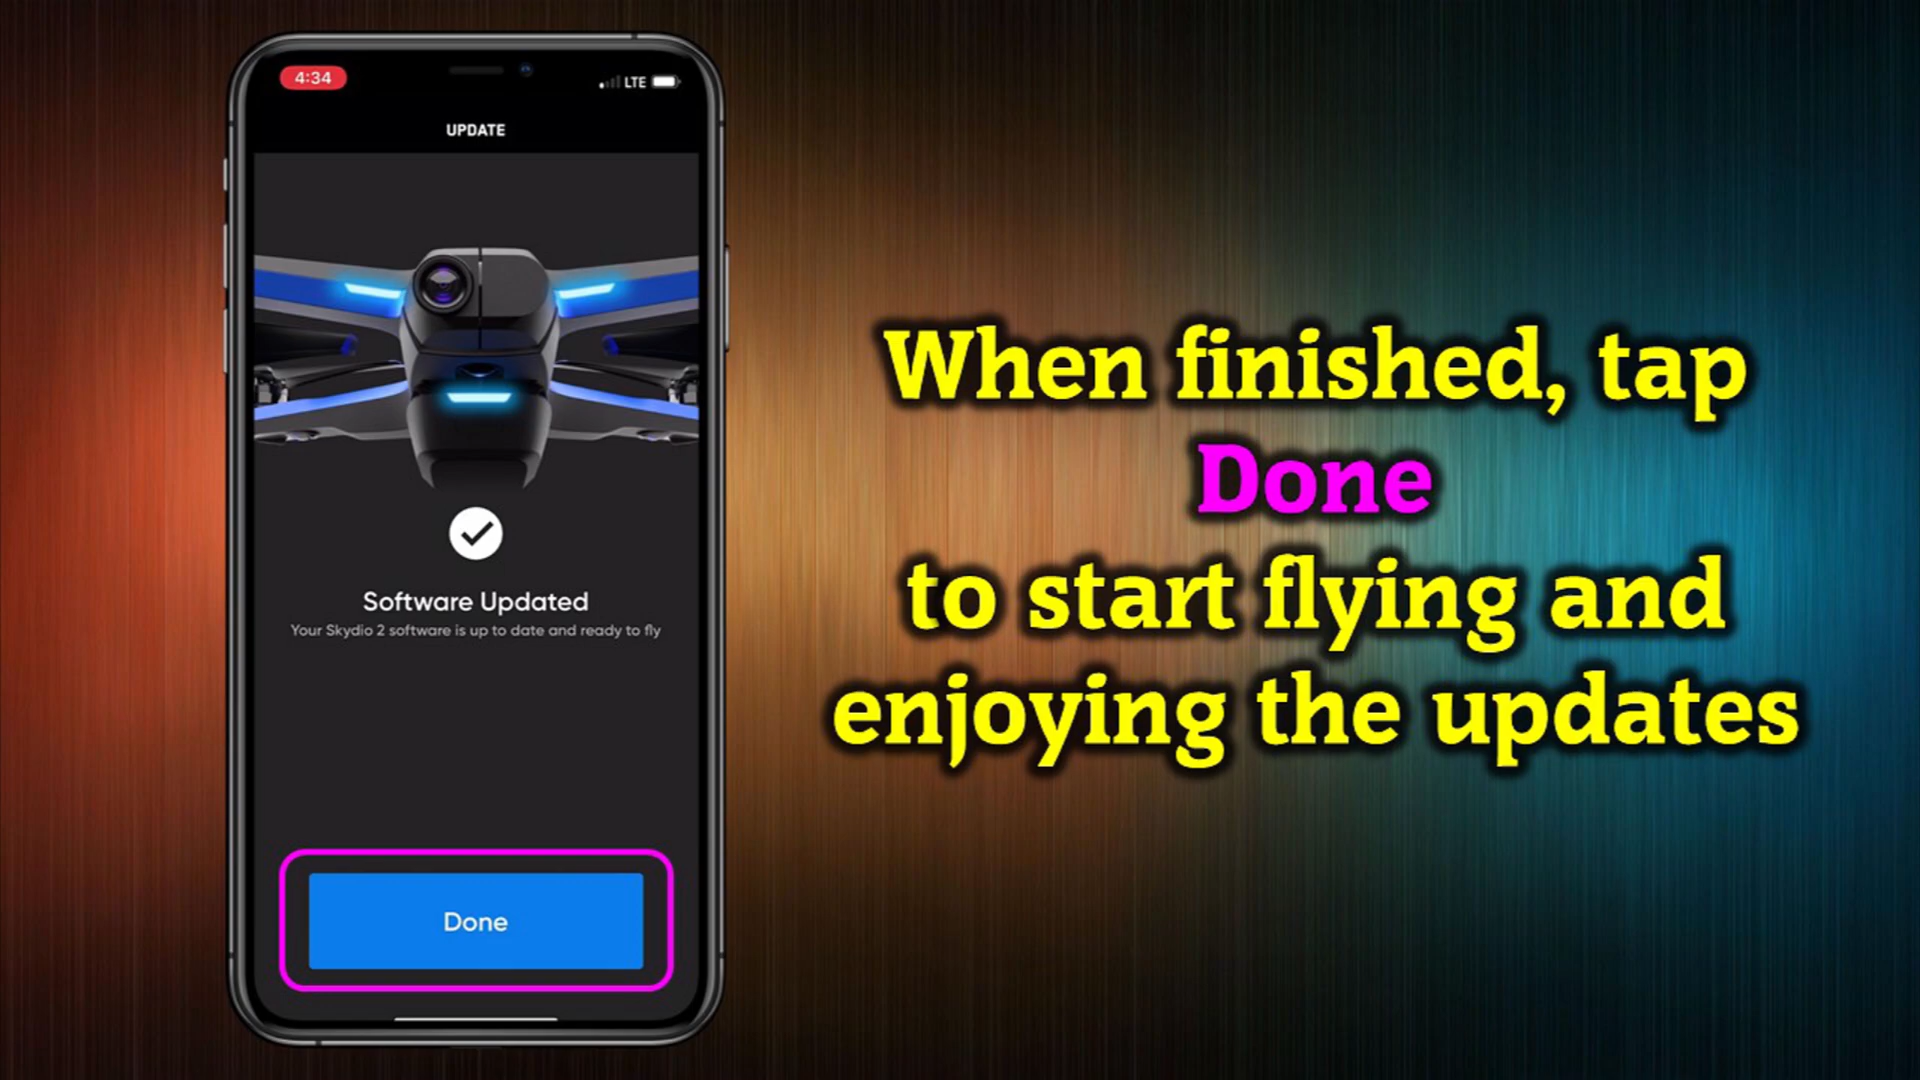 4:34
LTE
UPDATE
Software Updated
Your Skydio 2 software is up to date and ready to fly
Done
When finished, tap
Done
to start flying and
enjoying the updates